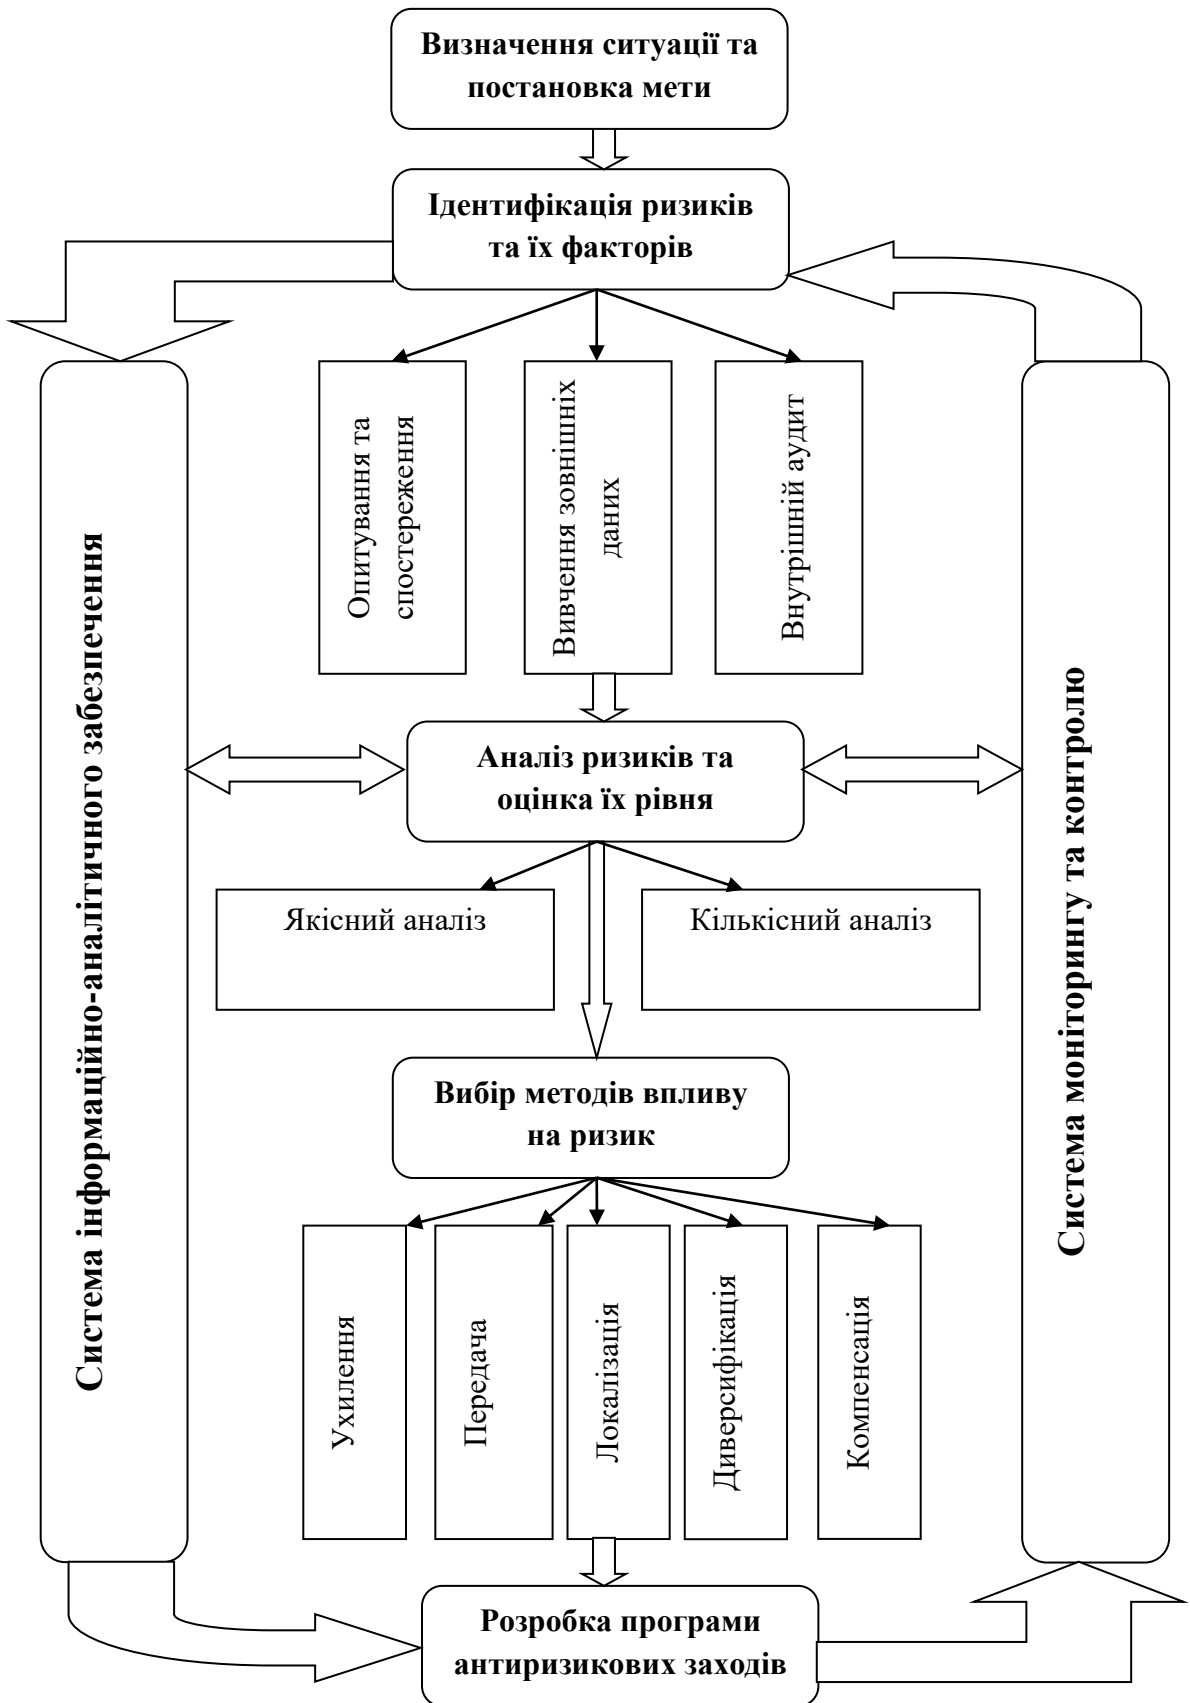 Визначення ситуації та
постановка мети
Ідентифікація ризиків
та їх факторів
Опитування та
спостереження
Вивчення зовнішніх
даних
Внутрішній аудит
Система інформаційно-аналітичного забезпечення
Система моніторингу та контролю
Аналіз ризиків та
оцінка їх рівня
Якісний аналіз
Кількісний аналіз
Вибір методів впливу
на ризик
Ухилення
Передача
Локалізація
Диверсифікація
Компенсація
Розробка програми
антиризикових заходів